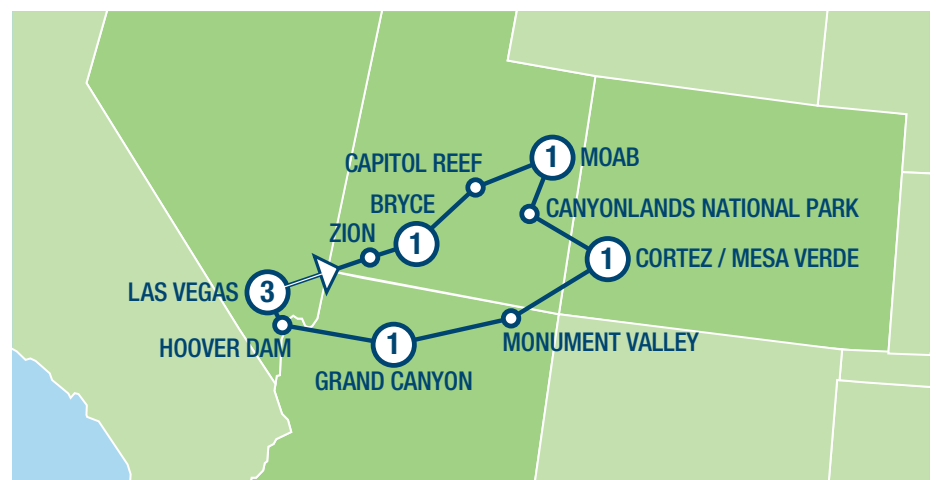 1
MOAB
CAPITOL REEF
BRYCE
CANYONLANDS NATIONAL PARK
ZION
1
1
CORTEZ / MESA VERDE
LAS VEGAS
3
HOOVER DAM
1
MONUMENT VALLEY
GRAND CANYON